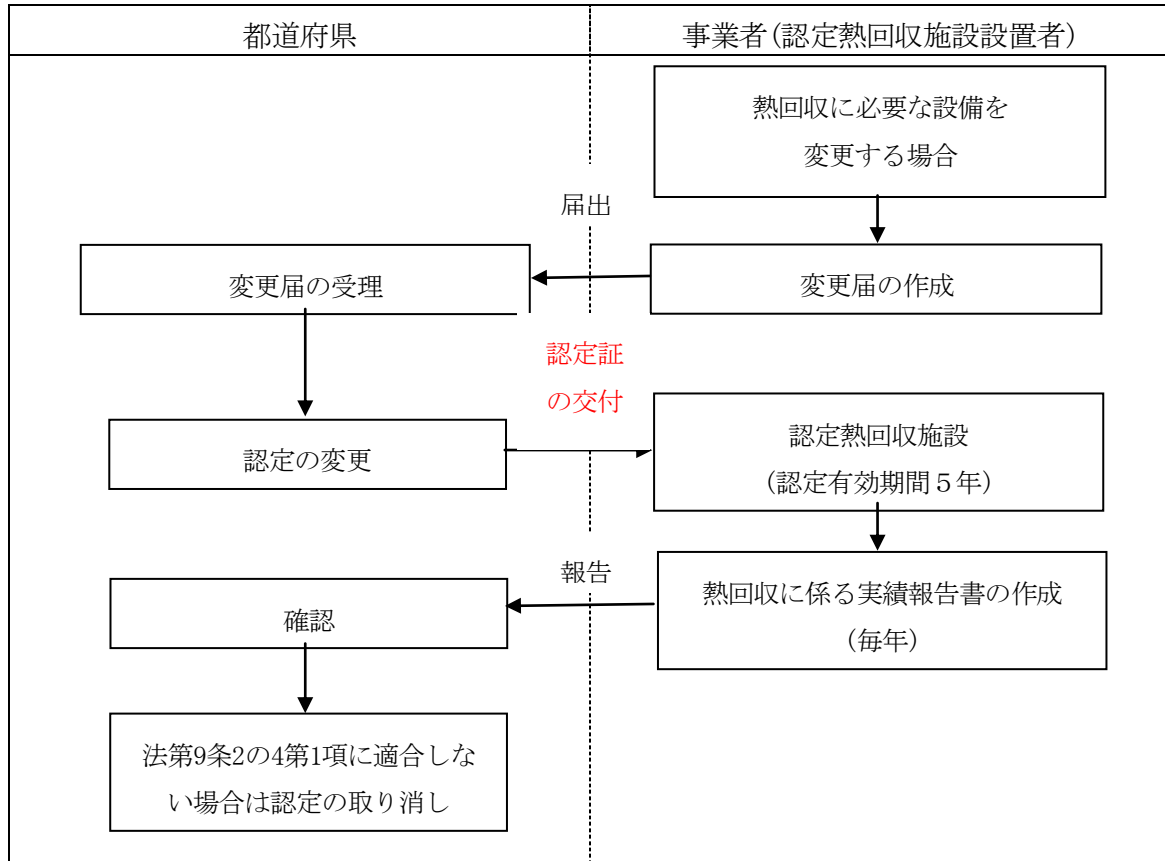 都道府県
事業者(認定熱回収施設設置者)
熱回収に必要な設備を
変更する場合
届出
変更届の受理
変更届の作成
認定証
の交付
認定の変更
認定熱回収施設
(認定有効期間５年)
報告
確認
熱回収に係る実績報告書の作成
(毎年)
法第9条2の4第1項に適合しな
い場合は認定の取り消し